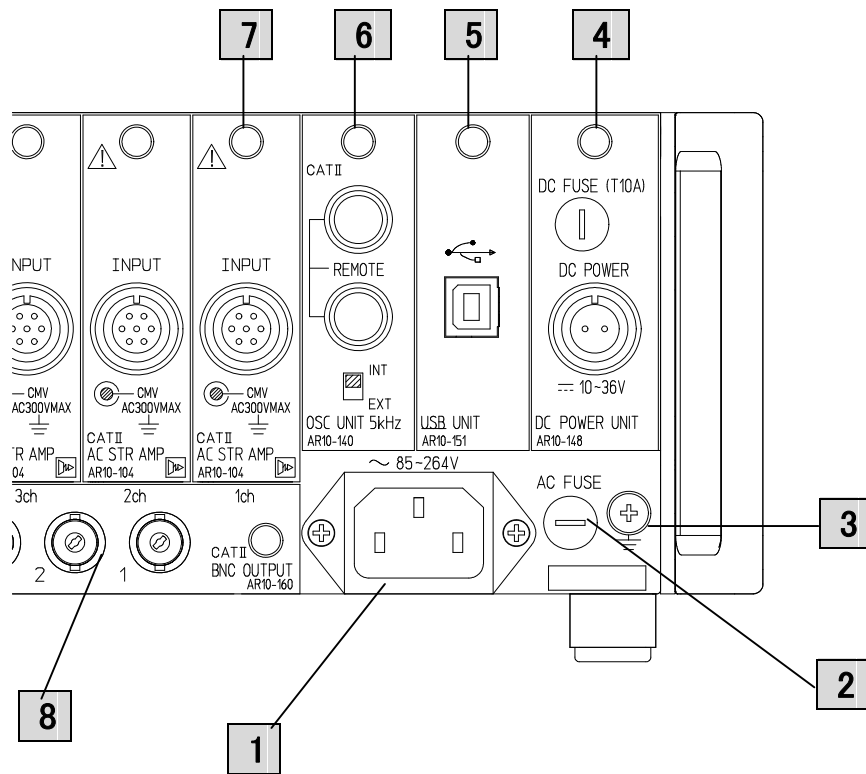 7 6 5 4
DC FUSE (T10A)
CATⅡ
INPUT INPUT
REMOTE
DC POWER
⎓ 10~36V
INT
EXT
CMV
AC300VMAX
CMV
AC300VMAX
CMV
AC300VMAX
CATⅡ
AC STR AMP
AR10-104
CATⅡ
AC STR AMP
AR10-104
OSC UNIT 5kHz
AR10-140
USB UNIT
AR10-151
DC POWER UNIT
AR10-148
~ 85~264V
3ch 2ch 1ch
AC FUSE
3
2 1
CATⅡ
BNC OUTPUT
AR10-160
2
8
1